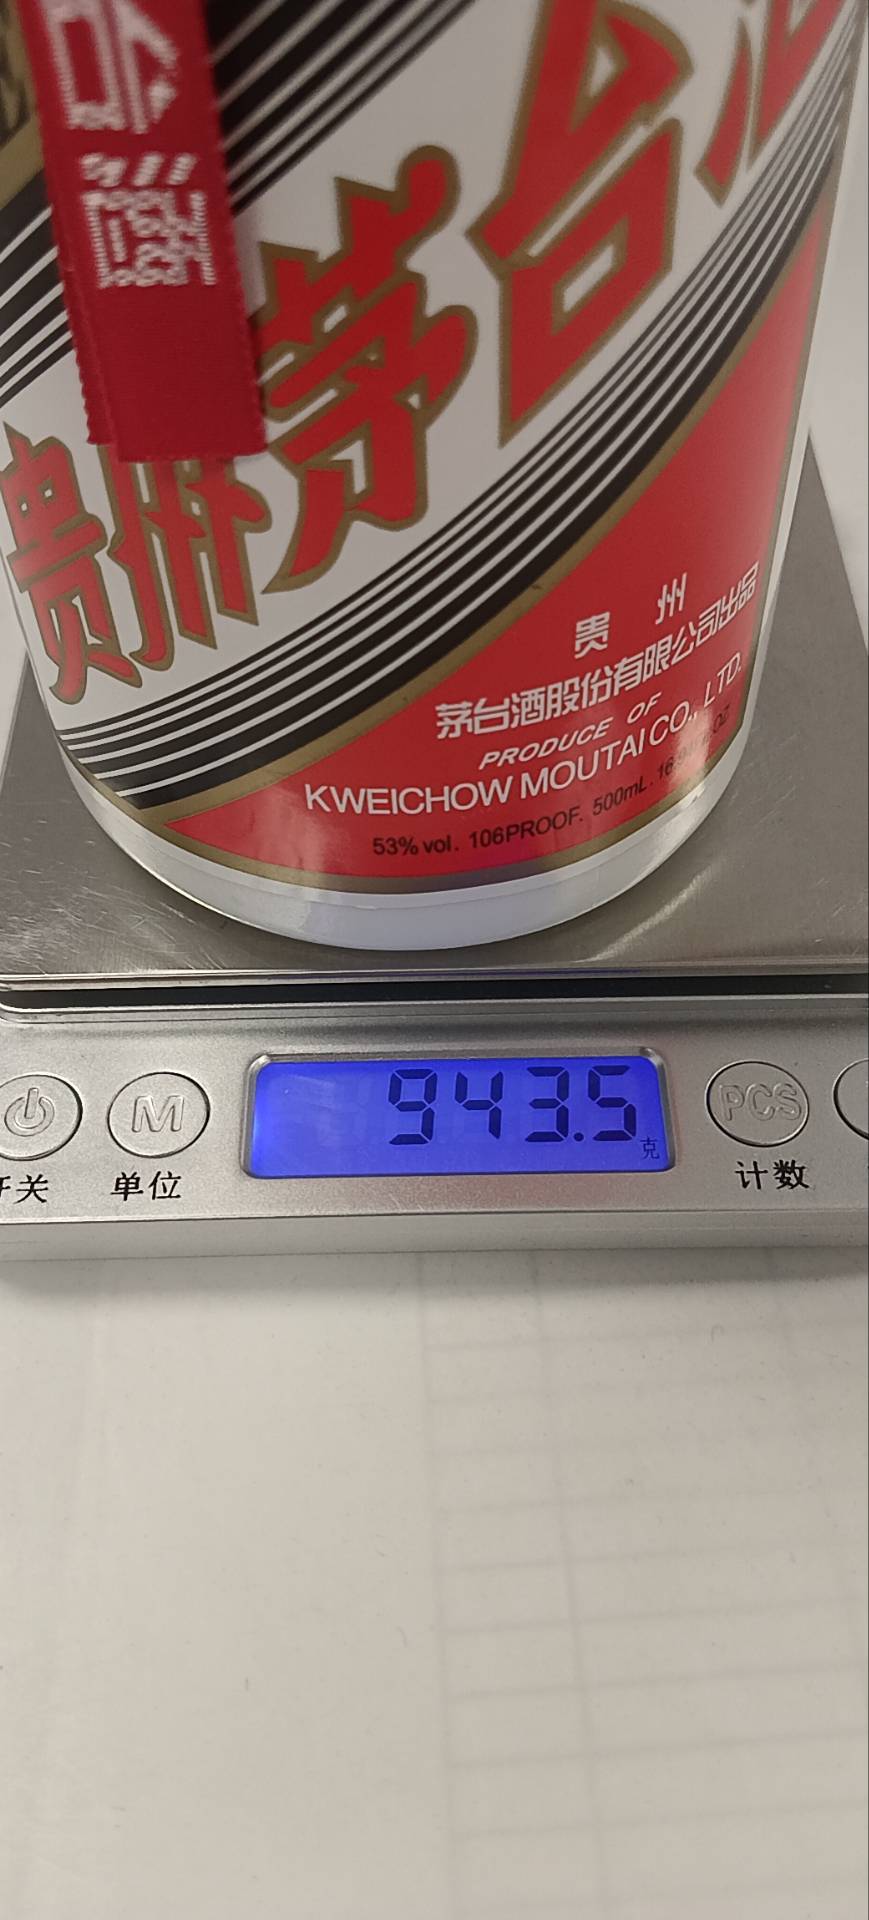 贵州茅台酒
贵 州
茅台酒股份有限公司出品
PRODUCE OF
KWEICHOW MOUTAI CO., LTD.
53% vol. 106PROOF. 500mL.
943.5
克
M
PCS
开关
单位
计数